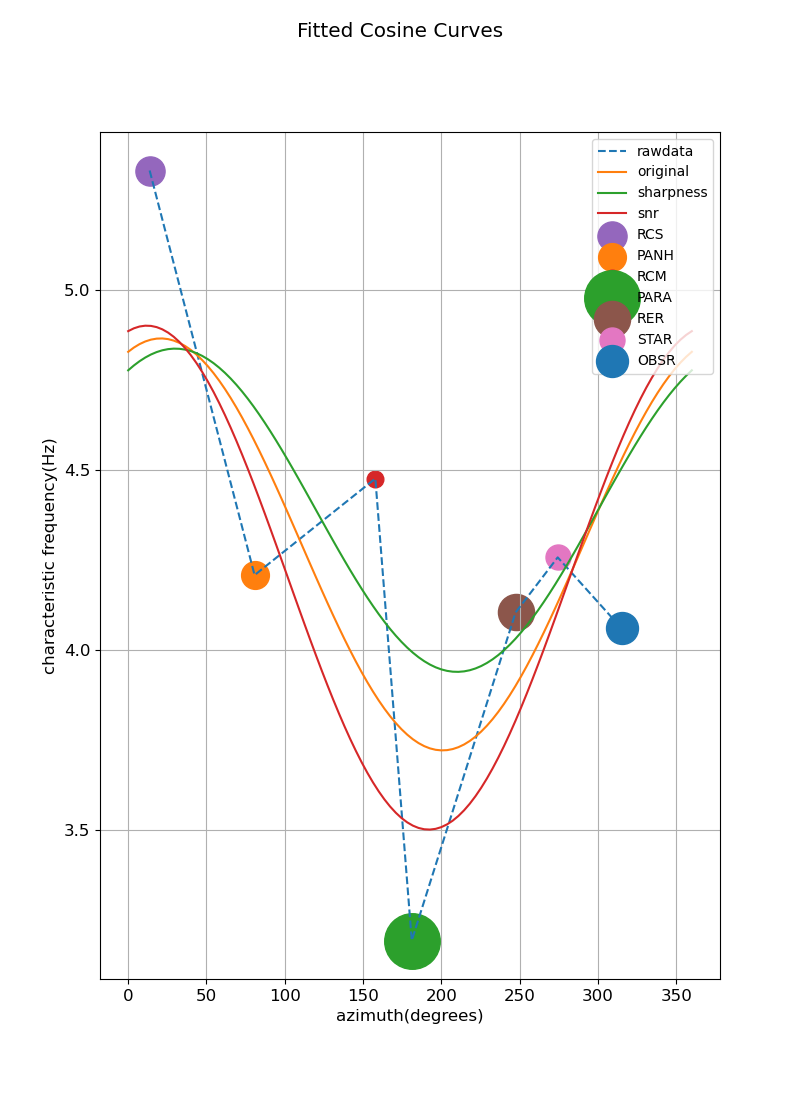 Fitted Cosine Curves
characteristic frequency(Hz)
5.0
4.5
4.0
3.5
rawdata
original
sharpness
snr
RCS
PANH
RCM
PARA
RER
STAR
OBSR
0 50 100 150 200 250 300 350
azimuth(degrees)